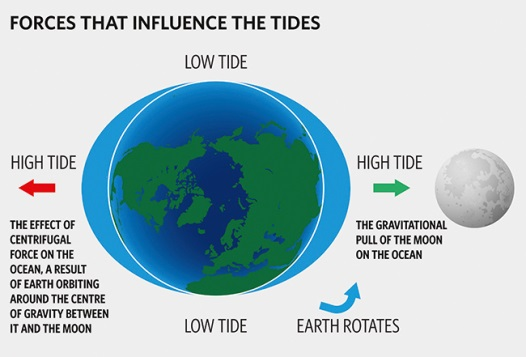 FORCES THAT INFLUENCE THE TIDES
LOW TIDE
HIGH TIDE
THE EFFECT OF
CENTRIFUGAL
FORCE ON THE
OCEAN, A RESULT
OF EARTH ORBITING
AROUND THE CENTRE
OF GRAVITY BETWEEN
IT AND THE MOON
HIGH TIDE
THE GRAVITATIONAL
PULL OF THE MOON
ON THE OCEAN
LOW TIDE
EARTH ROTATES